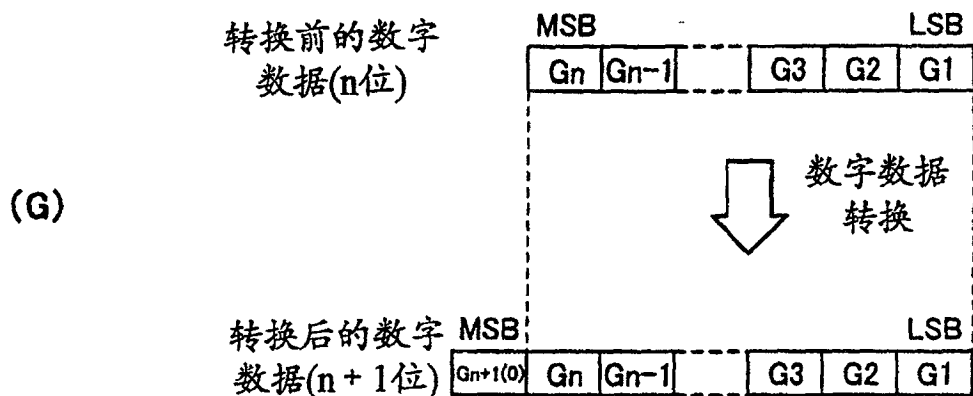 转换前的数字
数据(n位)
MSB LSB
Gn Gn-1 G3 G2 G1
(G)
数字数据
转换
转换后的数字
数据(n + 1位)
MSB LSB
Gn+1(0) Gn Gn-1 G3 G2 G1